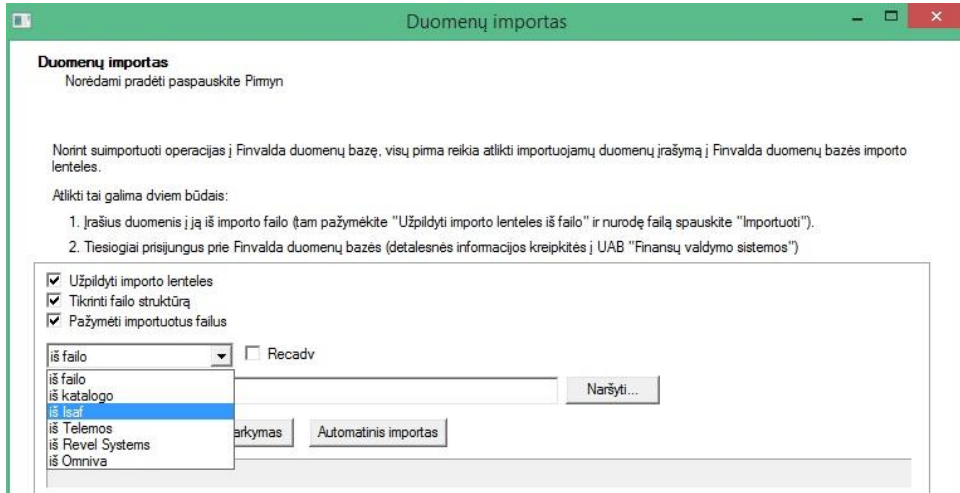 Duomenų importas
Duomenų importas
Norėdami pradėti paspauskite Pirmyn
Norint suimportuoti operacijas į Finvalda duomenų bazę, visų pirma reikia atlikti importuojamų duomenų įrašymą į Finvalda duomenų bazės importo
lenteles.
Atlikti tai galima dviem būdais:
1. Įrašius duomenis į ją iš importo failo (tam pažymėkite "Užpildyti importo lenteles iš failo" ir nurodę failą spauskite "Importuoti").
2. Tiesiogiai prisijungus prie Finvalda duomenų bazės (detalesnės informacijos kreipkitės į UAB "Finansų valdymo sistemos")
Užpildyti importo lenteles
Tikrinti failo struktūrą
Pažymėti importuotus failus
iš failo Recadv
iš failo
iš katalogo Naršyti...
iš Isaf
iš Telemos arkymas Automatinis importas
iš Revel Systems
iš Omniva